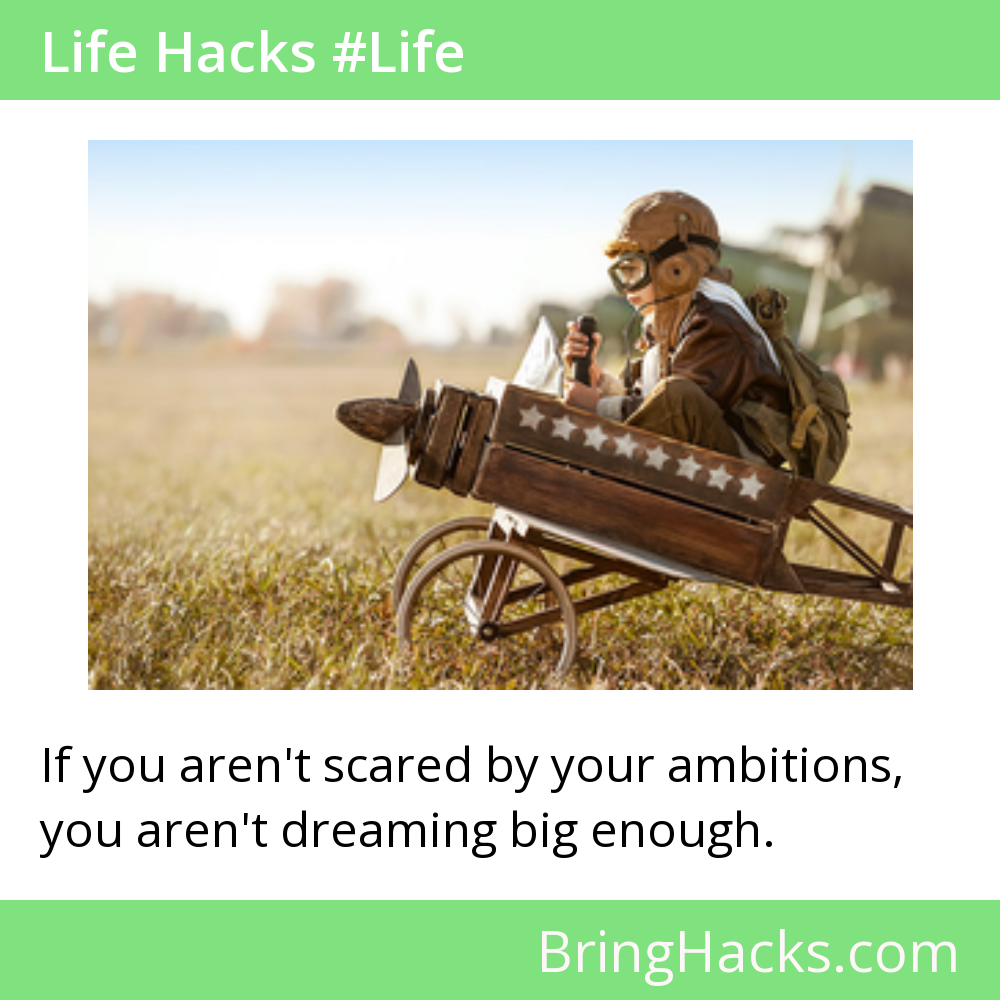 Life Hacks #Life
If you aren't scared by your ambitions,
you aren't dreaming big enough.
BringHacks.com